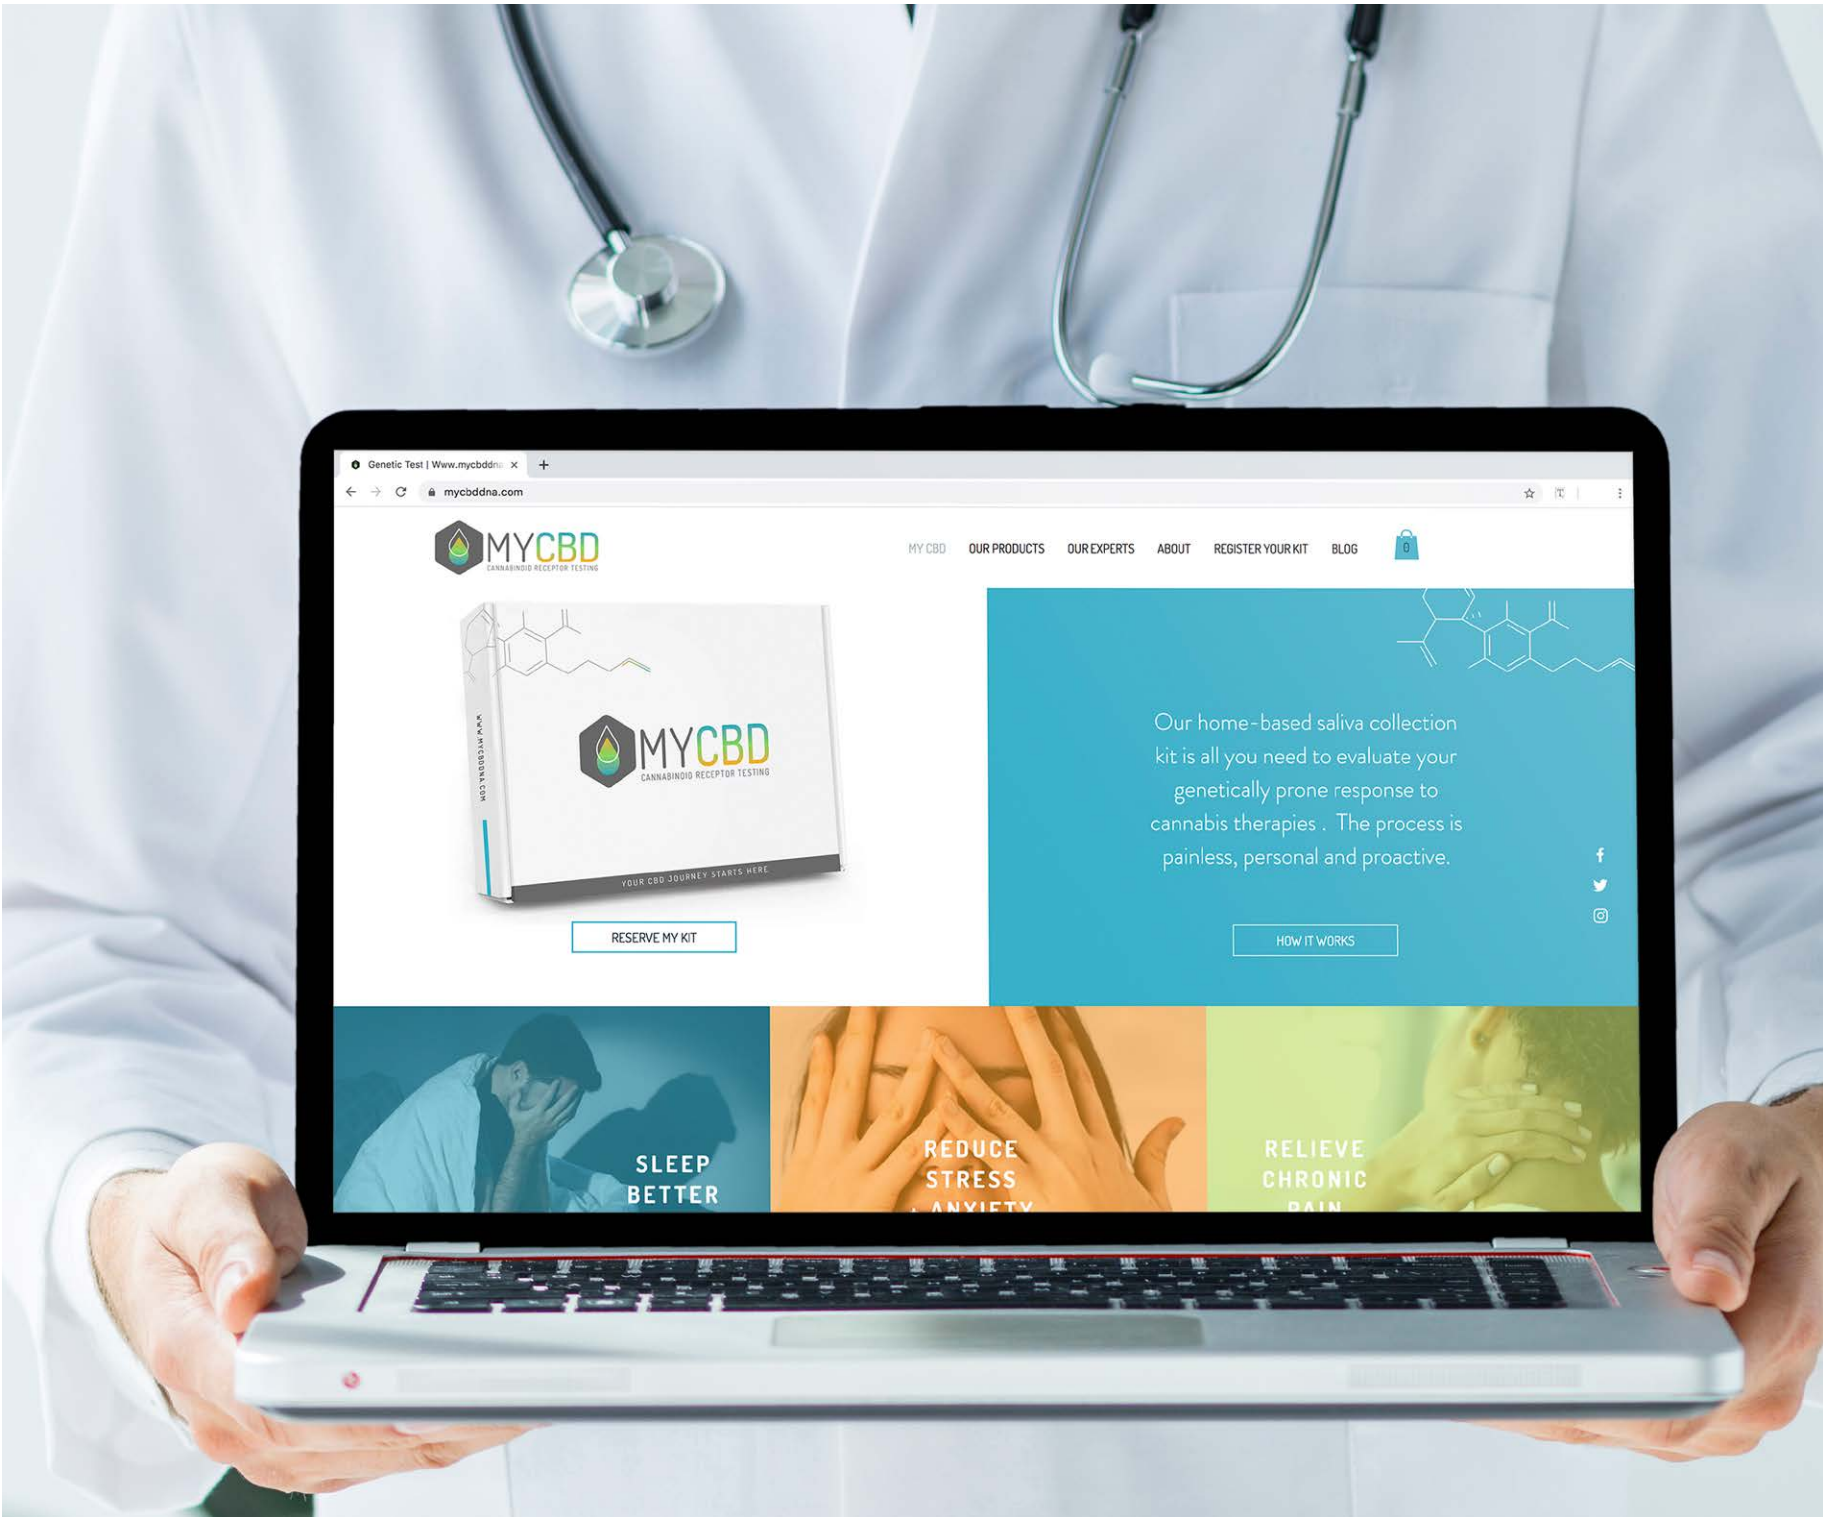 Genetic Test | Www.mycbddna
mycbddna.com
MYCBD
CANNABINOID RECEPTOR TESTING
MY CBD OUR PRODUCTS OUR EXPERTS ABOUT REGISTER YOUR KIT BLOG 0
WWW.MYCBDDNA.COM
MYCBD
CANNABINOID RECEPTOR TESTING
YOUR CBD JOURNEY STARTS HERE
RESERVE MY KIT
Our home-based saliva collection
kit is all you need to evaluate your
genetically prone response to
cannabis therapies . The process is
painless, personal and proactive.
HOW IT WORKS
SLEEP
BETTER
REDUCE
STRESS
+ ANXIETY
RELIEVE
CHRONIC
PAIN